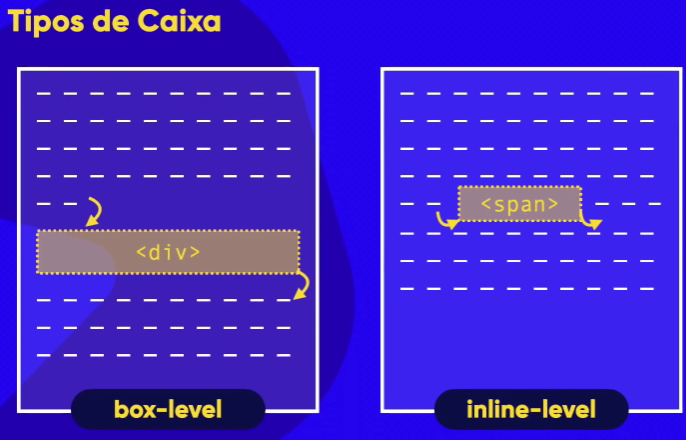 Tipos de Caixa
<div>
<span>
box-level
inline-level